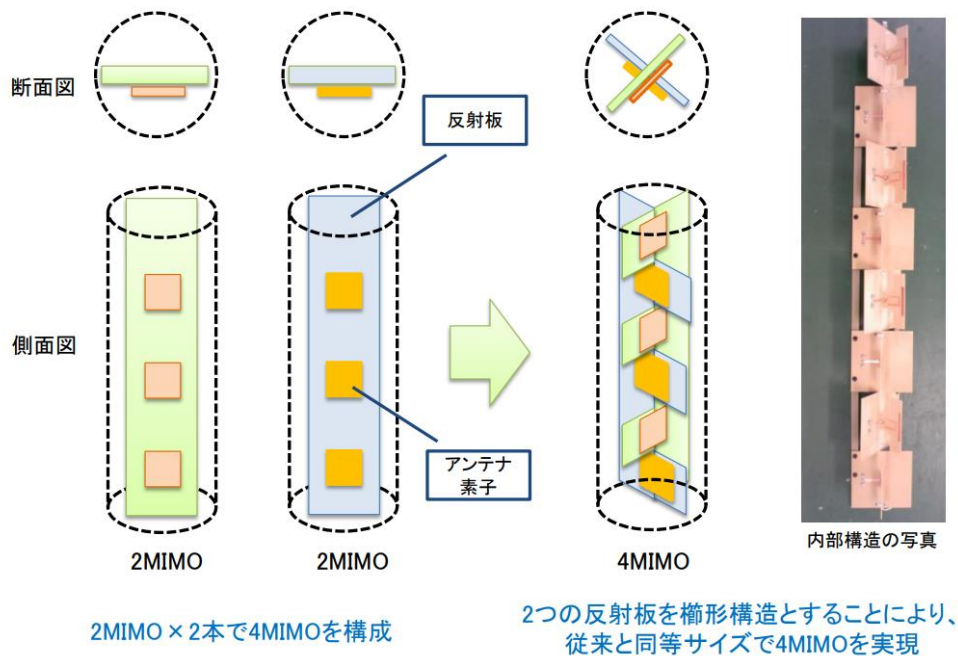 断面図
反射板
側面図
アンテナ
素子
2MIMO
2MIMO
4MIMO
内部構造の写真
2MIMO×2本で4MIMOを構成
2つの反射板を櫛形構造とすることにより、
従来と同等サイズで4MIMOを実現